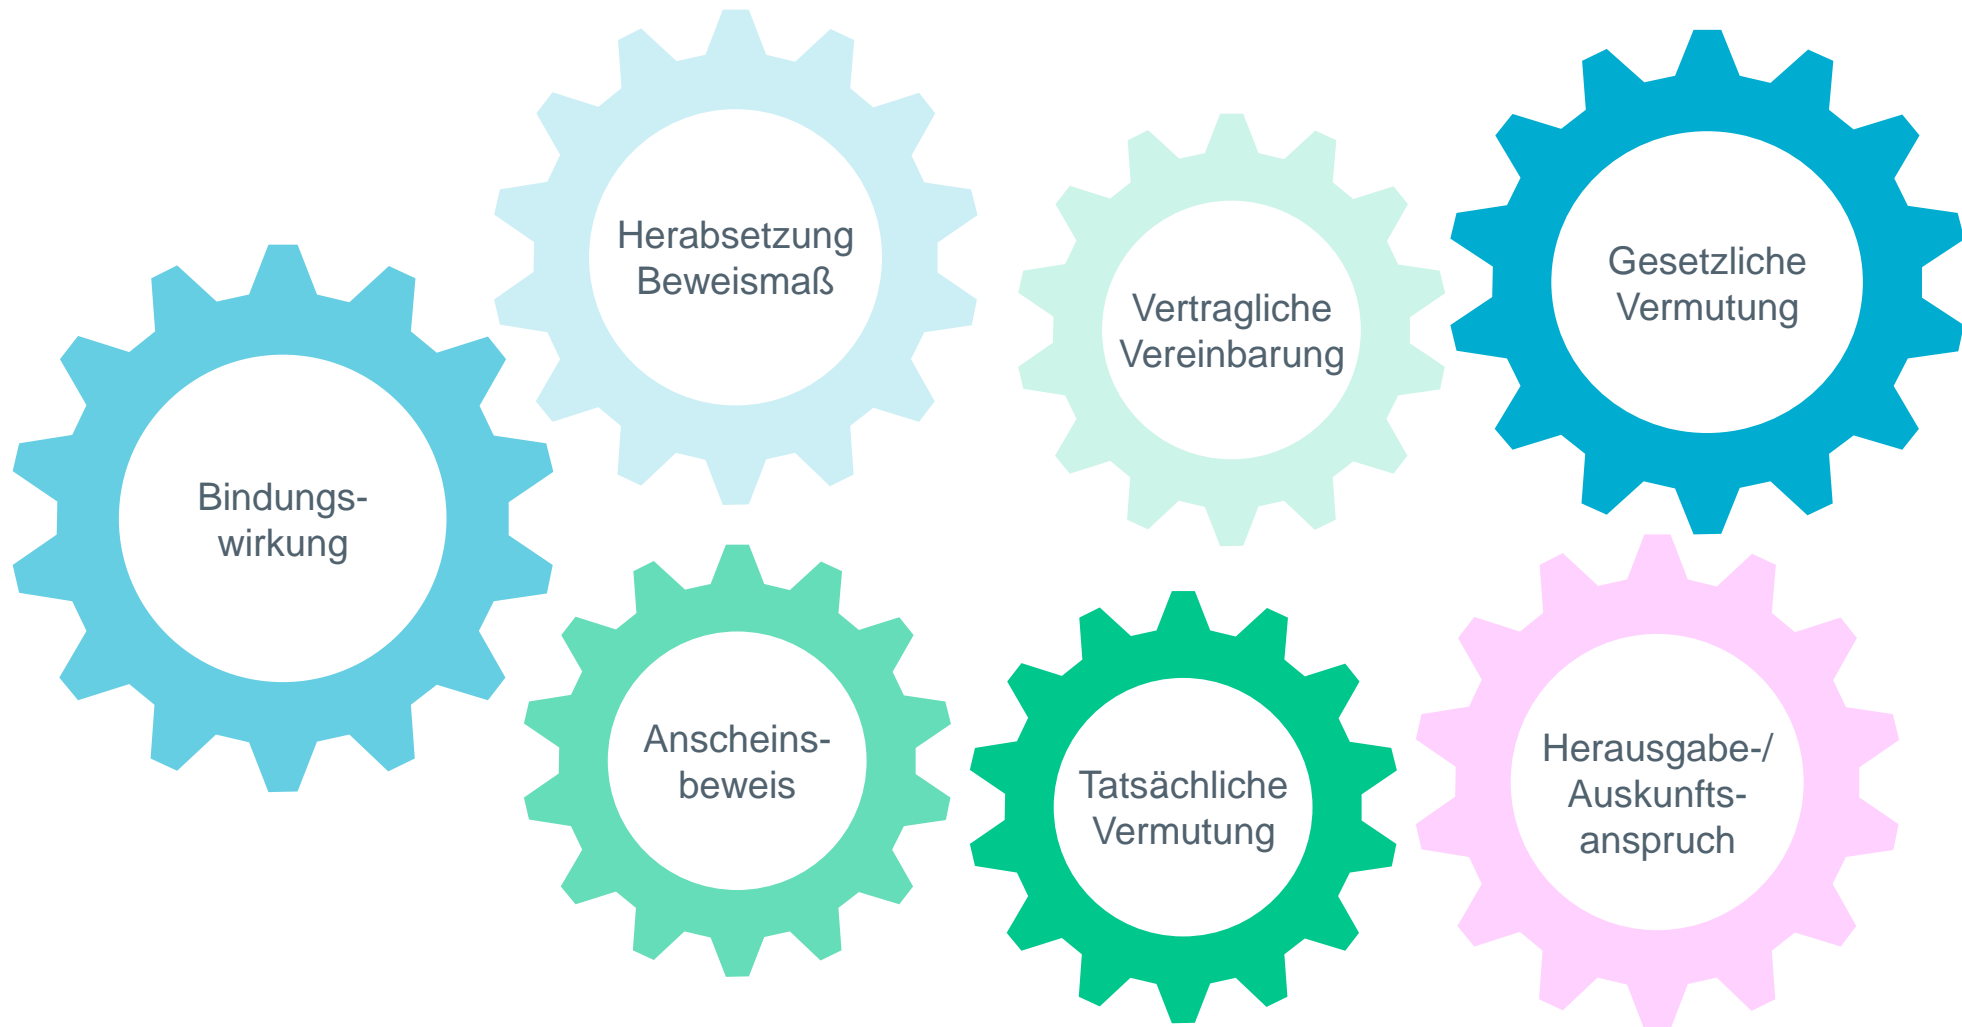 Herabsetzung
Beweismaß
Gesetzliche
Vermutung
Vertragliche
Vereinbarung
Bindungs-
wirkung
Anscheins-
beweis
Tatsächliche
Vermutung
Herausgabe-/
Auskunfts-
anspruch